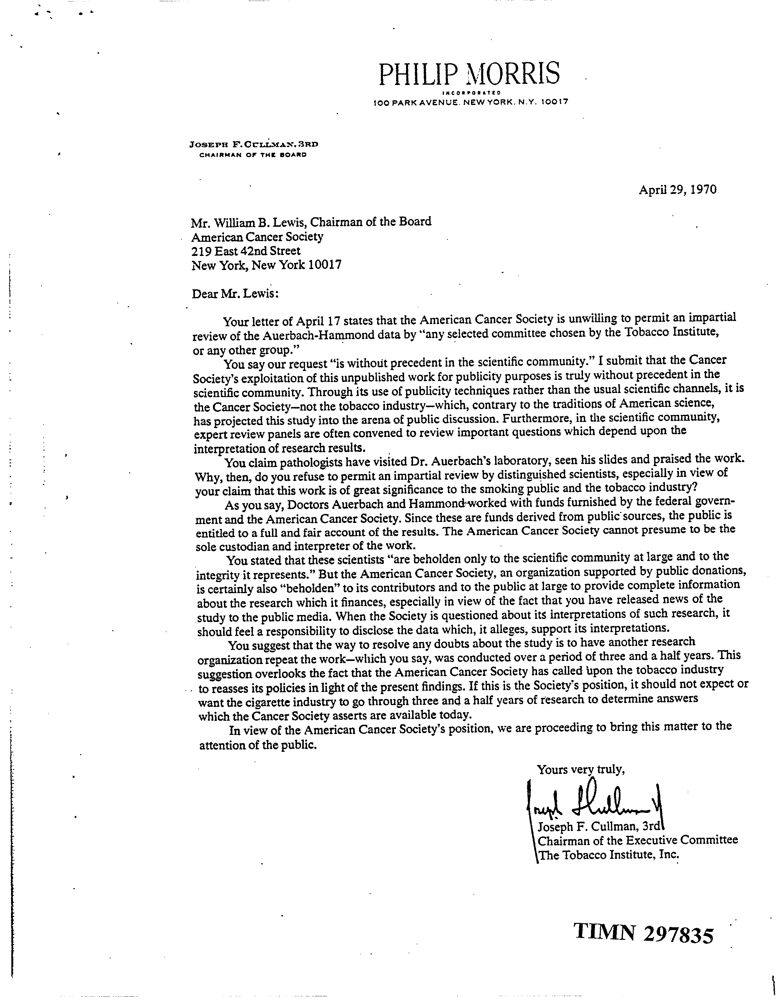 PHILIP MORRIS
INCORPORATED
100 PARK AVENUE, NEW YORK, N.Y. 10017
JOSEPH F. CULLMAN, 3RD
CHAIRMAN OF THE BOARD
April 29, 1970
Mr. William B. Lewis, Chairman of the Board
American Cancer Society
219 East 42nd Street
New York, New York 10017
Dear Mr. Lewis:
Your letter of April 17 states that the American Cancer Society is unwilling to permit an impartial
review of the Auerbach-Hammond data by “any selected committee chosen by the Tobacco Institute,
or any other group.”
You say our request “is without precedent in the scientific community.” I submit that the Cancer
Society's exploitation of this unpublished work for publicity purposes is truly without precedent in the
scientific community. Through its use of publicity techniques rather than the usual scientific channels, it is
the Cancer Society—not the tobacco industry—which, contrary to the traditions of American science,
has projected this study into the arena of public discussion. Furthermore, in the scientific community,
expert review panels are often convened to review important questions which depend upon the
interpretation of research results.
You claim pathologists have visited Dr. Auerbach's laboratory, seen his slides and praised the work.
Why, then, do you refuse to permit an impartial review by distinguished scientists, especially in view of
your claim that this work is of great significance to the smoking public and the tobacco industry?
As you say, Doctors Auerbach and Hammond worked with funds furnished by the federal govern-
ment and the American Cancer Society. Since these are funds derived from public sources, the public is
entitled to a full and fair account of the results. The American Cancer Society cannot presume to be the
sole custodian and interpreter of the work.
You stated that these scientists “are beholden only to the scientific community at large and to the
integrity it represents.” But the American Cancer Society, an organization supported by public donations,
is certainly also “beholden” to its contributors and to the public at large to provide complete information
about the research which it finances, especially in view of the fact that you have released news of the
study to the public media. When the Society is questioned about its interpretations of such research, it
should feel a responsibility to disclose the data which, it alleges, support its interpretations.
You suggest that the way to resolve any doubts about the study is to have another research
organization repeat the work—which you say, was conducted over a period of three and a half years. This
suggestion overlooks the fact that the American Cancer Society has called upon the tobacco industry
to reasses its policies in light of the present findings. If this is the Society's position, it should not expect or
want the cigarette industry to go through three and a half years of research to determine answers
which the Cancer Society asserts are available today.
In view of the American Cancer Society's position, we are proceeding to bring this matter to the
attention of the public.
Yours very truly,
Joseph F. Cullman, 3rd
Chairman of the Executive Committee
The Tobacco Institute, Inc.
TIMN 297835